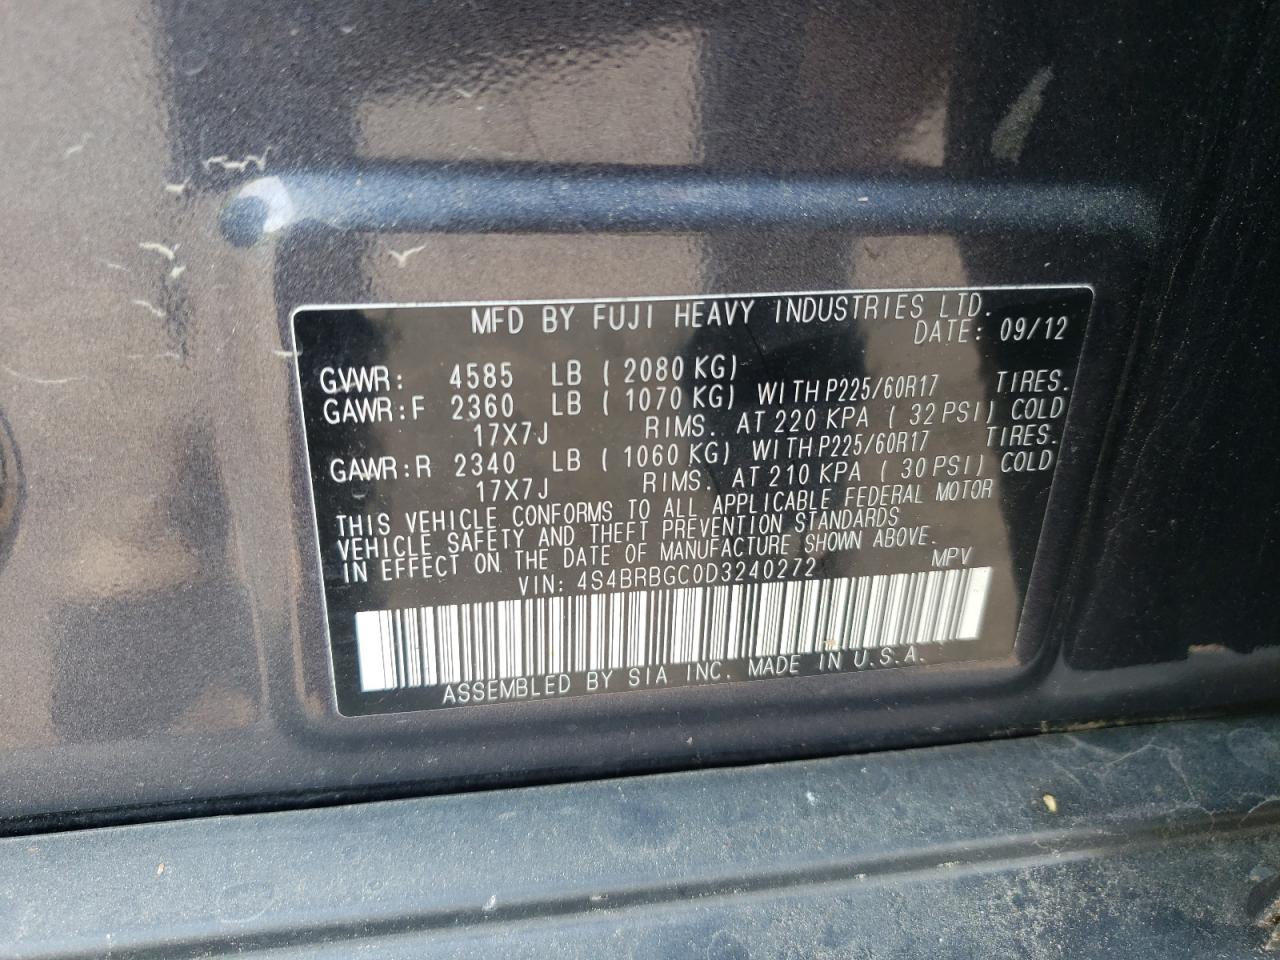 MFD BY FUJI HEAVY INDUSTRIES LTD.
DATE: 09/12
GVWR: 4585 LB ( 2080 KG)
GAWR:F 2360 LB ( 1070 KG) WITH P225/60R17 TIRES.
17X7J RIMS. AT 220 KPA ( 32 PSI) COLD
GAWR:R 2340 LB ( 1060 KG) WITH P225/60R17 TIRES.
17X7J RIMS. AT 210 KPA ( 30 PSI) COLD
THIS VEHICLE CONFORMS TO ALL APPLICABLE FEDERAL MOTOR
VEHICLE SAFETY AND THEFT PREVENTION STANDARDS
IN EFFECT ON THE DATE OF MANUFACTURE SHOWN ABOVE.
VIN: 4S4BRBGC0D3240272 MPV
ASSEMBLED BY SIA INC. MADE IN U.S.A.